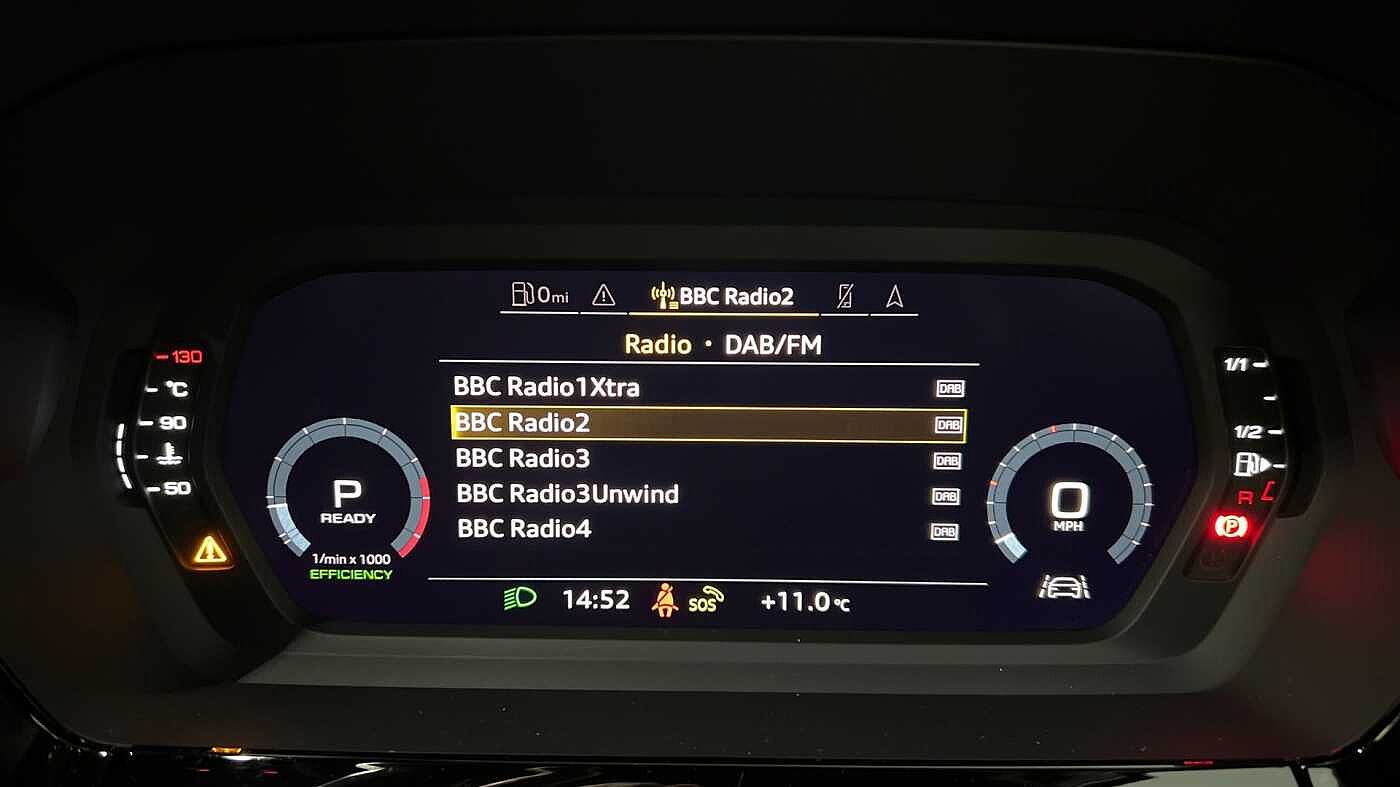 0mi BBC Radio2
Radio • DAB/FM
BBC Radio1Xtra DAB
BBC Radio2 DAB
BBC Radio3 DAB
BBC Radio3Unwind DAB
BBC Radio4 DAB
130
°C
90
50
P
READY
1/min x 1000
EFFICIENCY
0
MPH
1/1
1/2
R
P
14:52 SOS +11.0°C